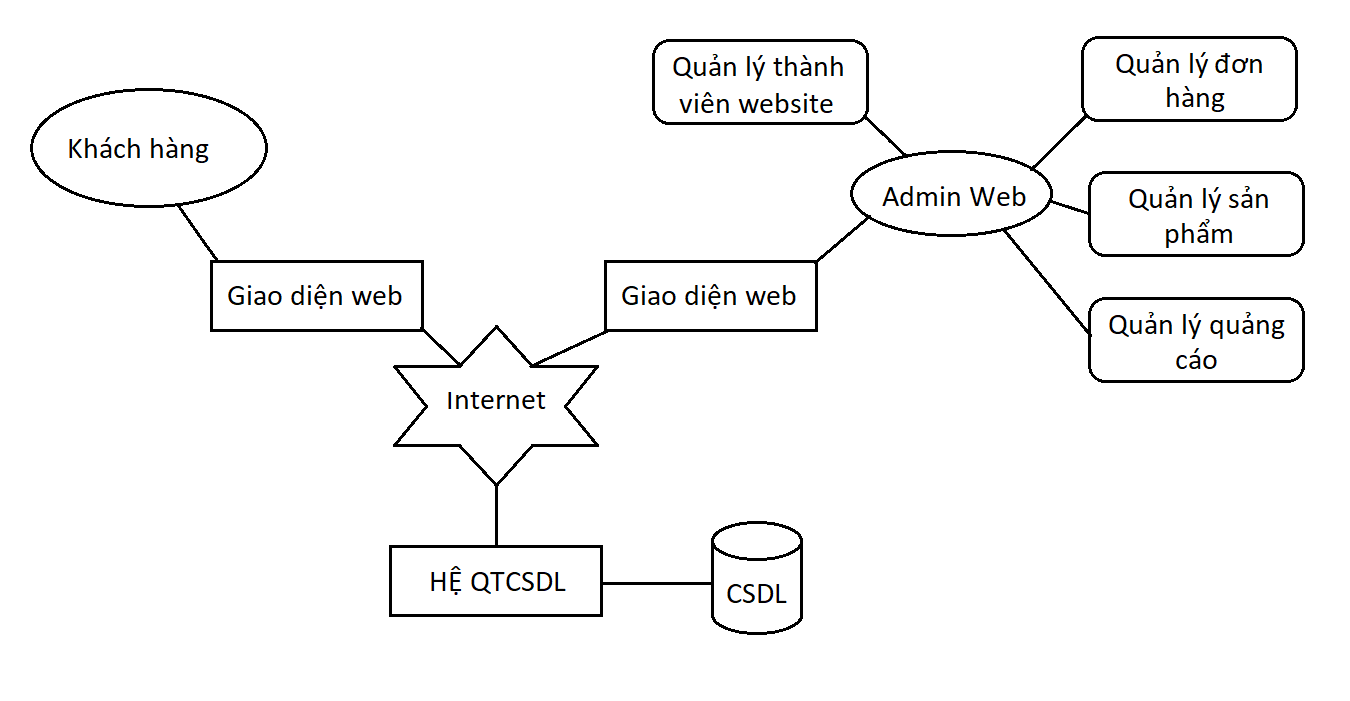 Quản lý thành
viên website
Quản lý đơn
hàng
Khách hàng
Admin Web
Quản lý sản
phẩm
Giao diện web
Giao diện web
Quản lý quảng
cáo
Internet
HỆ QTCSDL
CSDL